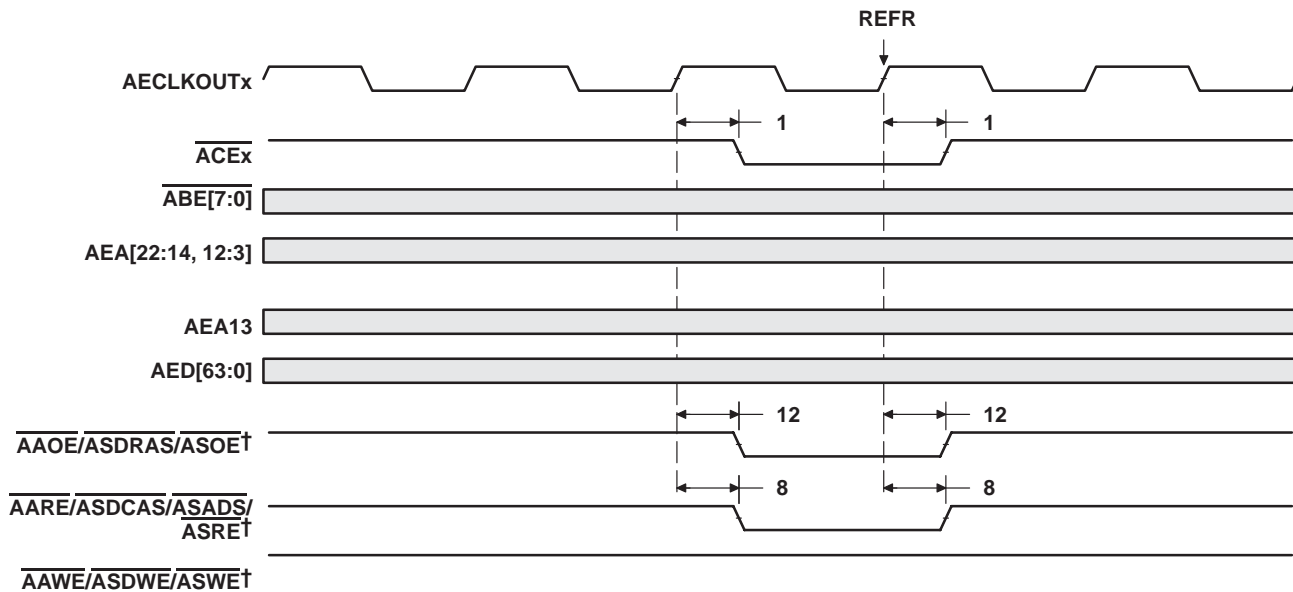 REFR
AECLKOUTx
1 1
ACEx
ABE[7:0]
AEA[22:14, 12:3]
AEA13
AED[63:0]
12 12
AAOE/ASDRAS/ASOE†
8 8
AARE/ASDCAS/ASADS/
ASRE†
AAWE/ASDWE/ASWE†